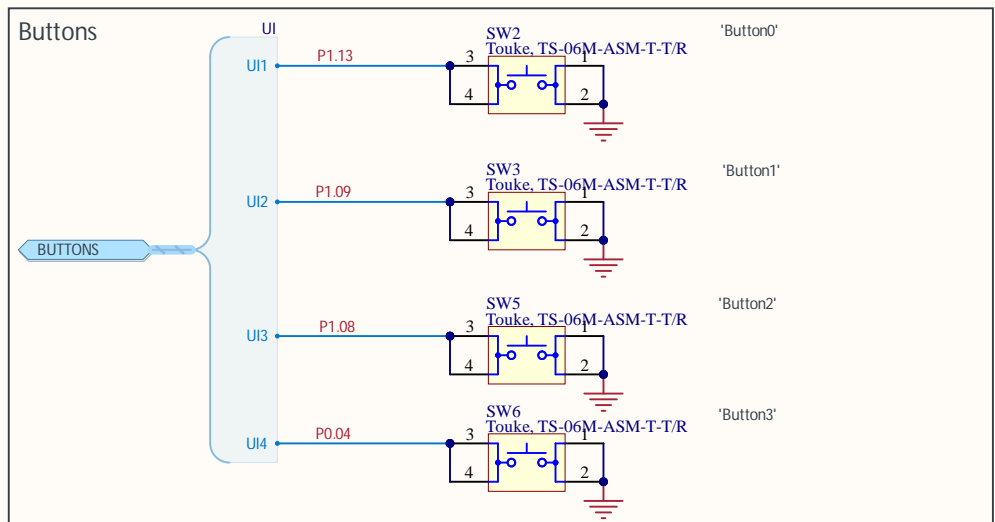 Buttons
UI
UI1
P1.13
SW2
Touke, TS-06M-ASM-T-T/R
'Button0'
3
1
4
2
UI2
P1.09
SW3
Touke, TS-06M-ASM-T-T/R
'Button1'
3
1
4
2
BUTTONS
UI3
P1.08
SW5
Touke, TS-06M-ASM-T-T/R
'Button2'
3
1
4
2
UI4
P0.04
SW6
Touke, TS-06M-ASM-T-T/R
'Button3'
3
1
4
2